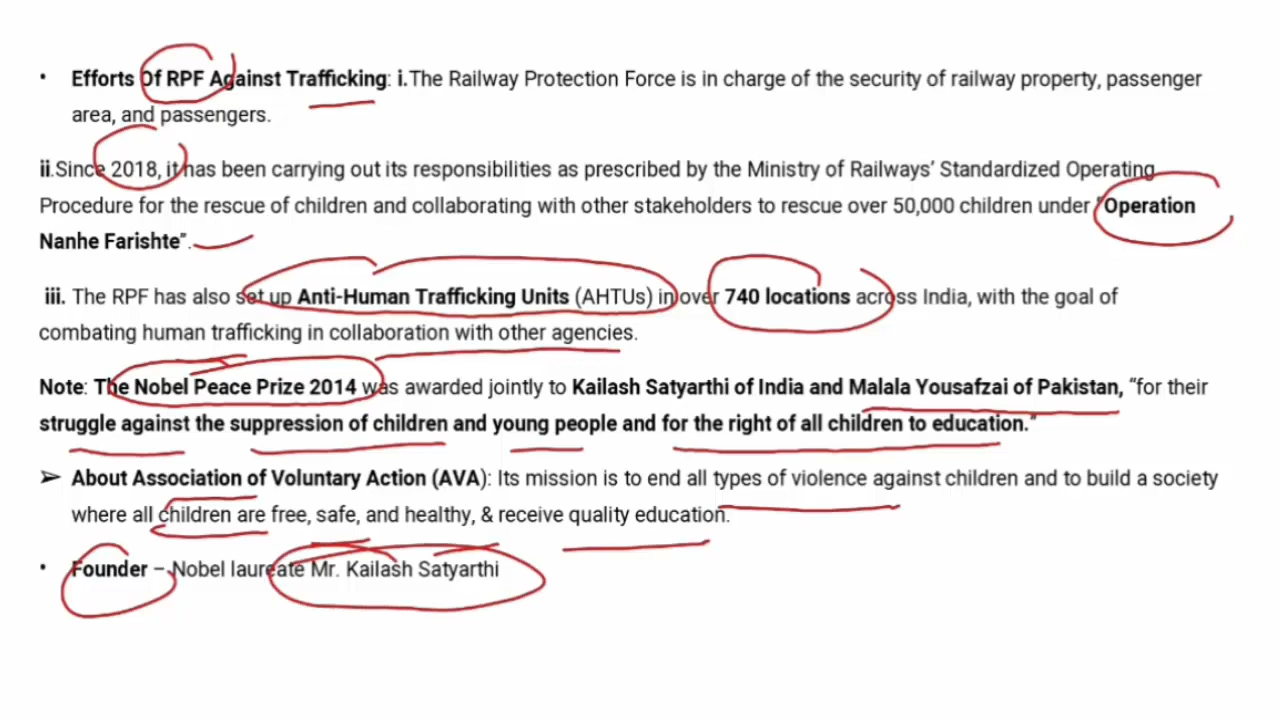 • Efforts Of RPF Against Trafficking: i.The Railway Protection Force is in charge of the security of railway property, passenger
area, and passengers.
ii.Since 2018, it has been carrying out its responsibilities as prescribed by the Ministry of Railways’ Standardized Operating
Procedure for the rescue of children and collaborating with other stakeholders to rescue over 50,000 children under “Operation
Nanhe Farishte”.
iii. The RPF has also set up Anti-Human Trafficking Units (AHTUs) in over 740 locations across India, with the goal of
combating human trafficking in collaboration with other agencies.
Note: The Nobel Peace Prize 2014 was awarded jointly to Kailash Satyarthi of India and Malala Yousafzai of Pakistan, “for their
struggle against the suppression of children and young people and for the right of all children to education.”
➢ About Association of Voluntary Action (AVA): Its mission is to end all types of violence against children and to build a society
where all children are free, safe, and healthy, & receive quality education.
• Founder – Nobel laureate Mr. Kailash Satyarthi